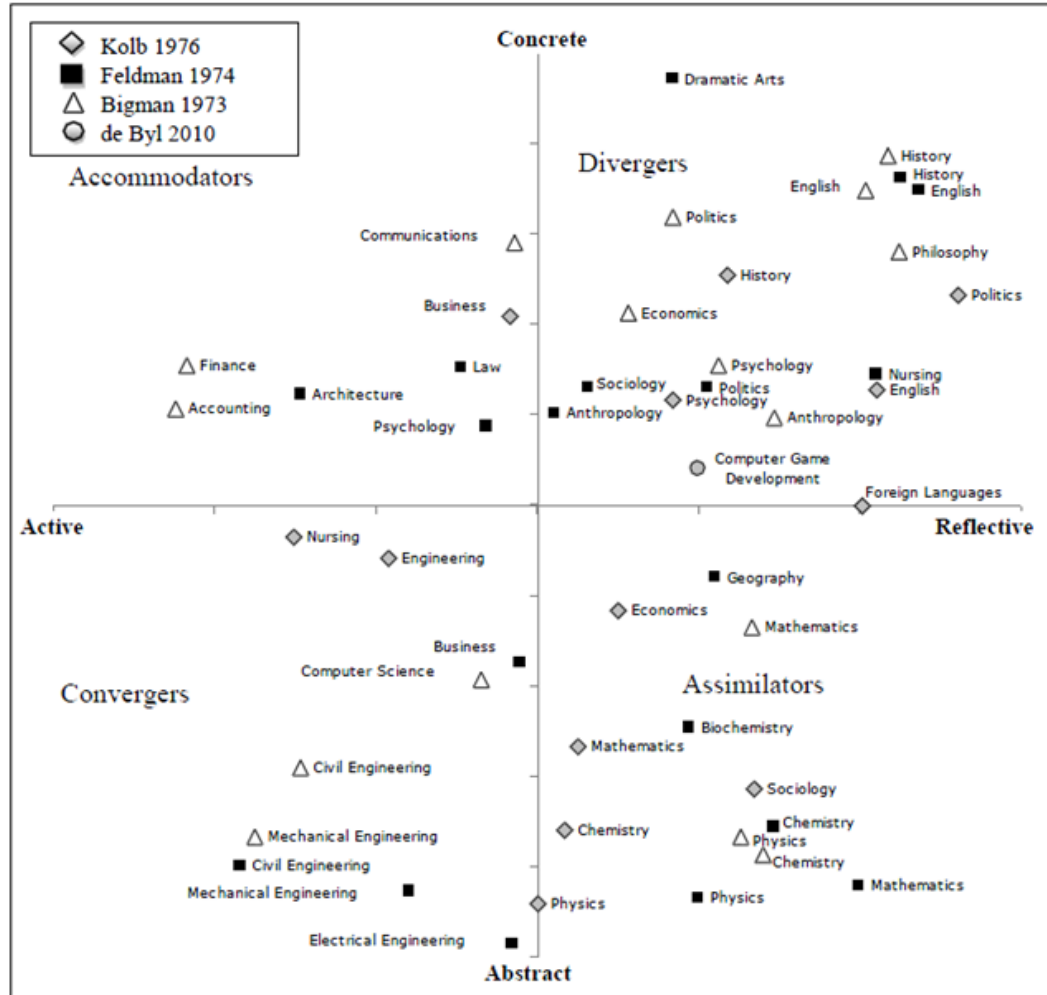 Kolb 1976
Feldman 1974
Bigman 1973
de Byl 2010
Concrete
Dramatic Arts
Accommodators
Divergers
History
History
English
English
Politics
Communications
Philosophy
History
Politics
Business
Economics
Finance
Law
Psychology
Nursing
Architecture
Sociology
Politics
English
Psychology
Accounting
Anthropology
Anthropology
Psychology
Computer Game
Development
Foreign Languages
Active
Reflective
Nursing
Engineering
Geography
Economics
Mathematics
Business
Computer Science
Convergers
Assimilators
Biochemistry
Mathematics
Civil Engineering
Sociology
Chemistry
Chemistry
Mechanical Engineering
Physics
Chemistry
Civil Engineering
Mathematics
Mechanical Engineering
Physics
Physics
Electrical Engineering
Abstract